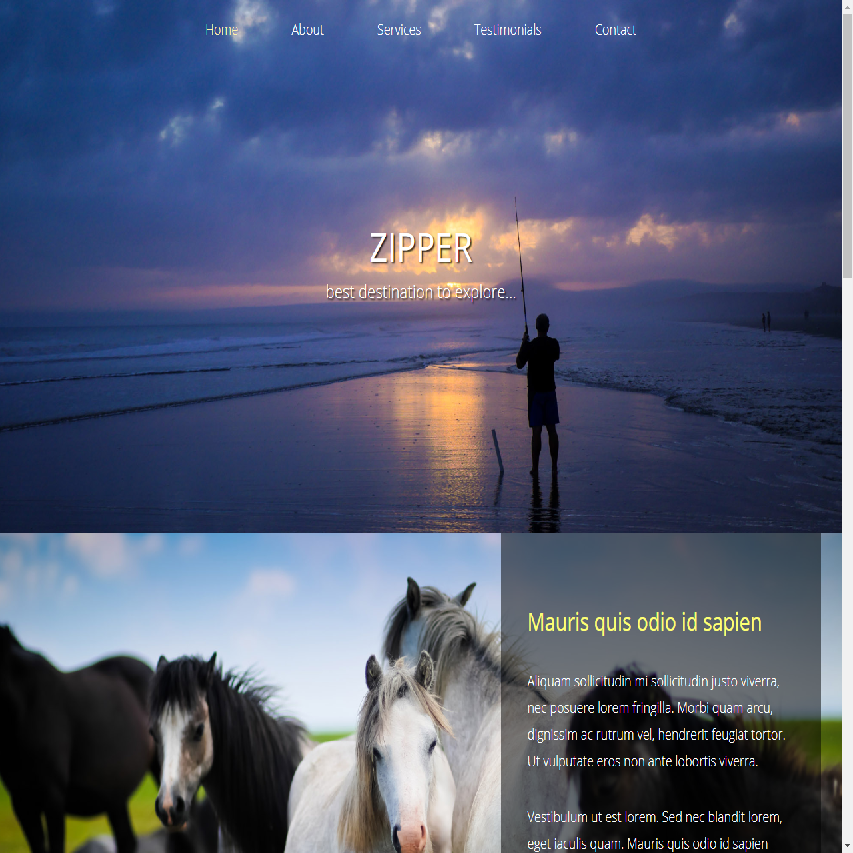 Home About Services Testimonials Contact
ZIPPER
best destination to explore...
Mauris quis odio id sapien
Aliquam sollicitudin mi sollicitudin justo viverra,
nec posuere lorem fringilla. Morbi quam arcu,
dignissim ac rutrum vel, hendrerit feugiat tortor.
Ut vulputate eros non ante lobortis viverra.
Vestibulum ut est lorem. Sed nec blandit lorem,
eget iaculis quam. Mauris quis odio id sapien